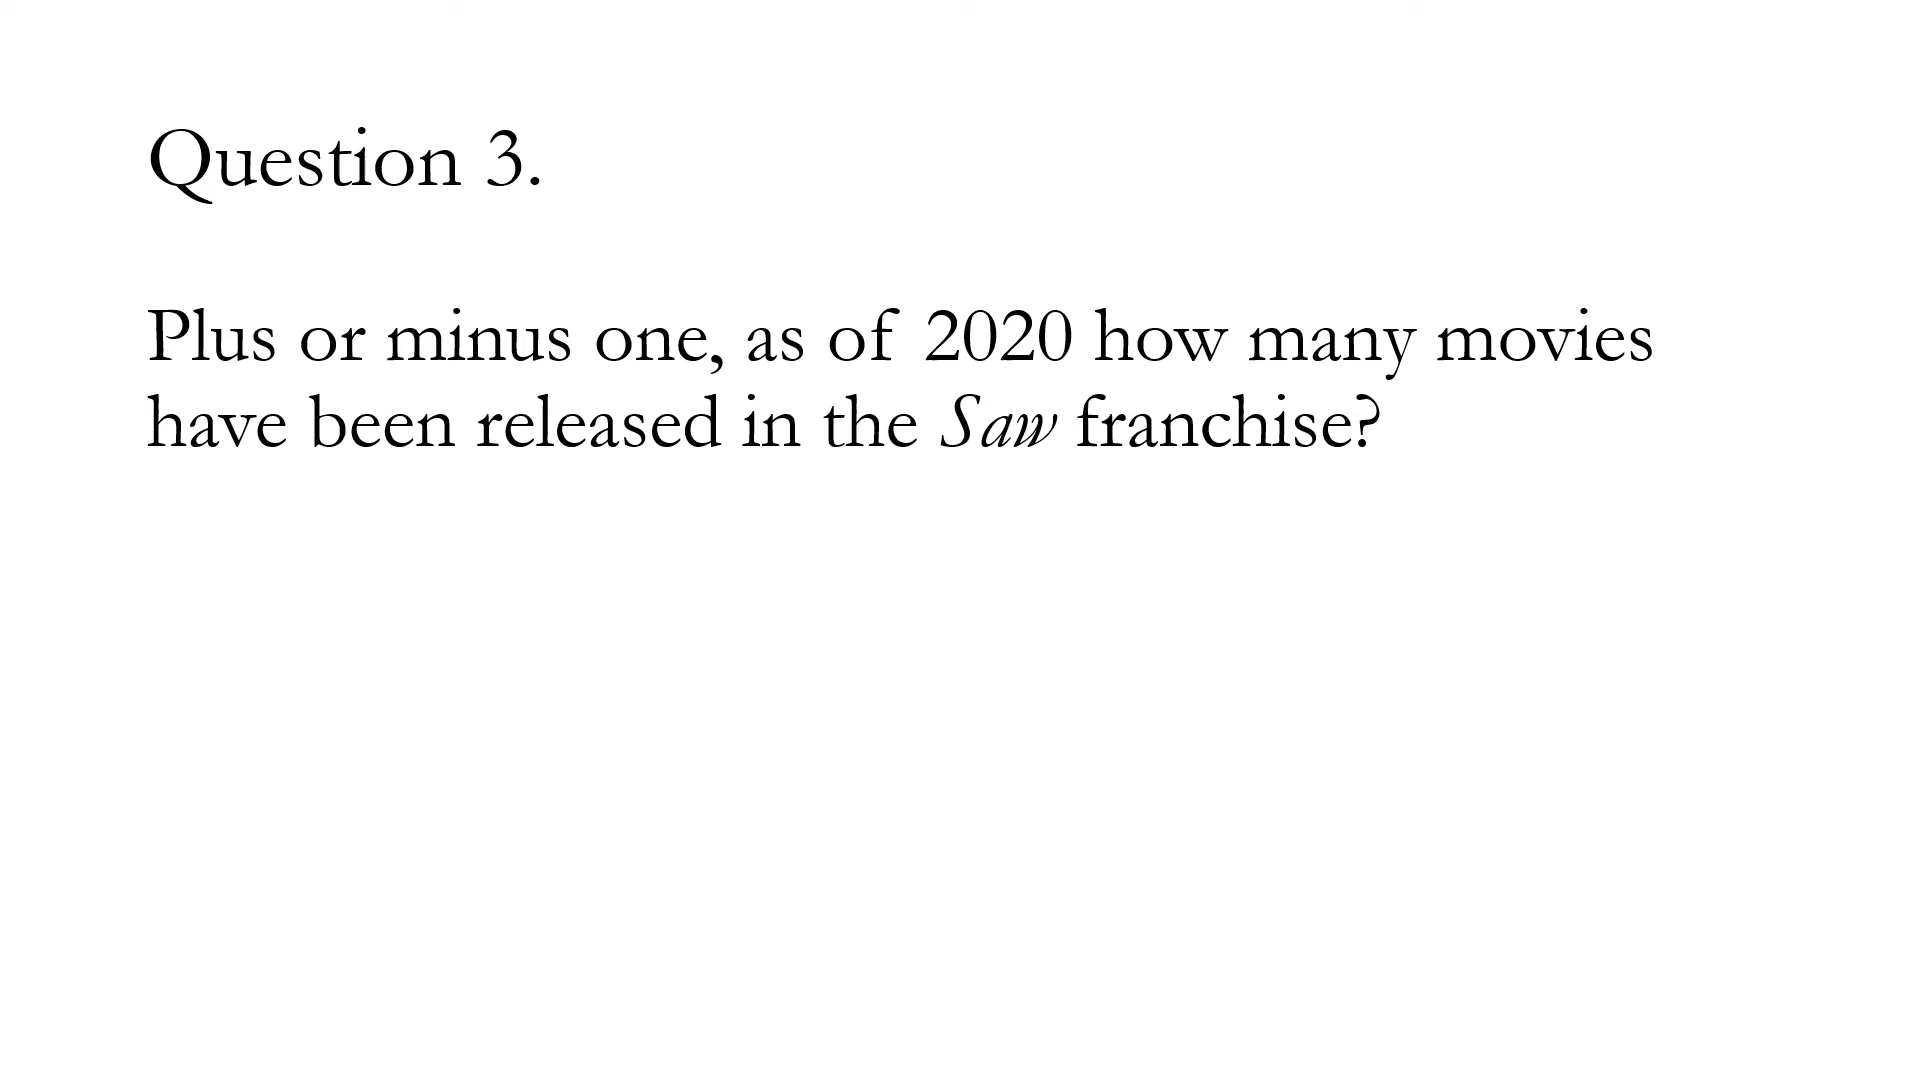 Question 3.
Plus or minus one, as of 2020 how many movies
have been released in the Saw franchise?